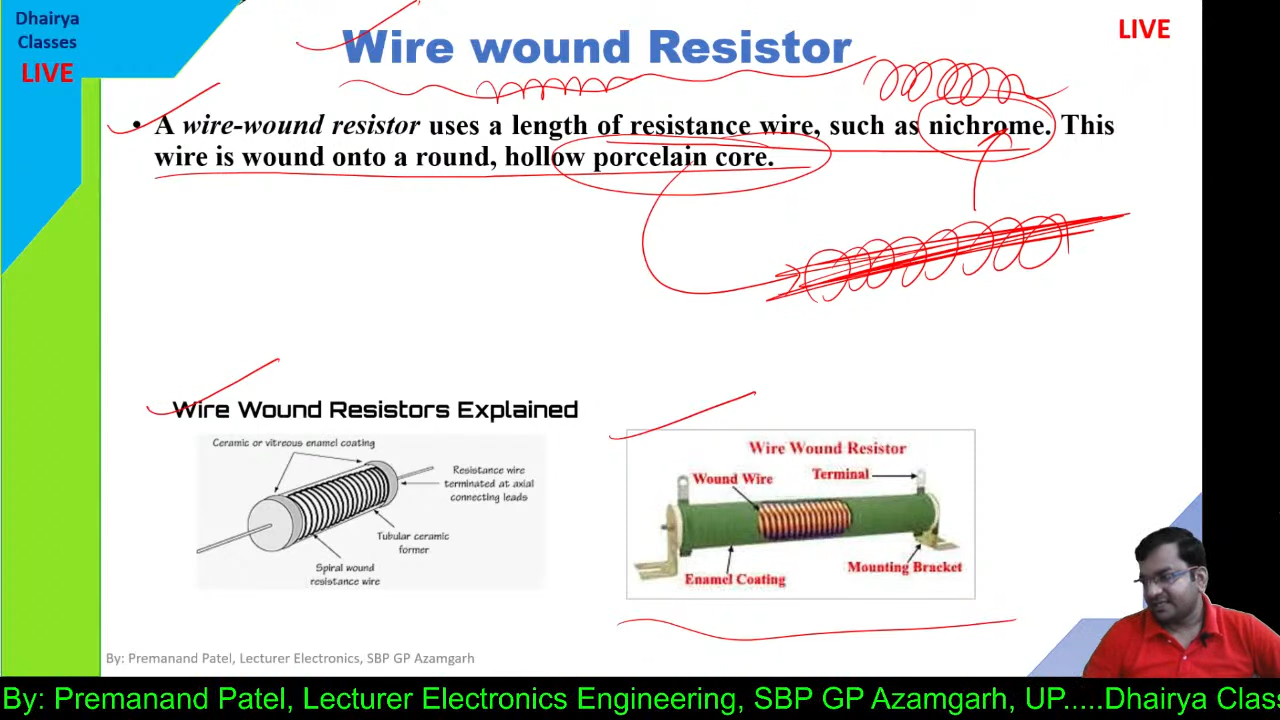 Dhairya
Classes
LIVE
Wire wound Resistor
LIVE
• A wire-wound resistor uses a length of resistance wire, such as nichrome. This
wire is wound onto a round, hollow porcelain core.
Wire Wound Resistors Explained
Ceramic or vitreous enamel coating
Resistance wire
terminated at axial
connecting leads
Tubular ceramic
former
Spiral wound
resistance wire
Wire Wound Resistor
Wound Wire
Terminal
Enamel Coating
Mounting Bracket
By: Premanand Patel, Lecturer Electronics, SBP GP Azamgarh
By: Premanand Patel, Lecturer Electronics Engineering, SBP GP Azamgarh, UP.....Dhairya Clas